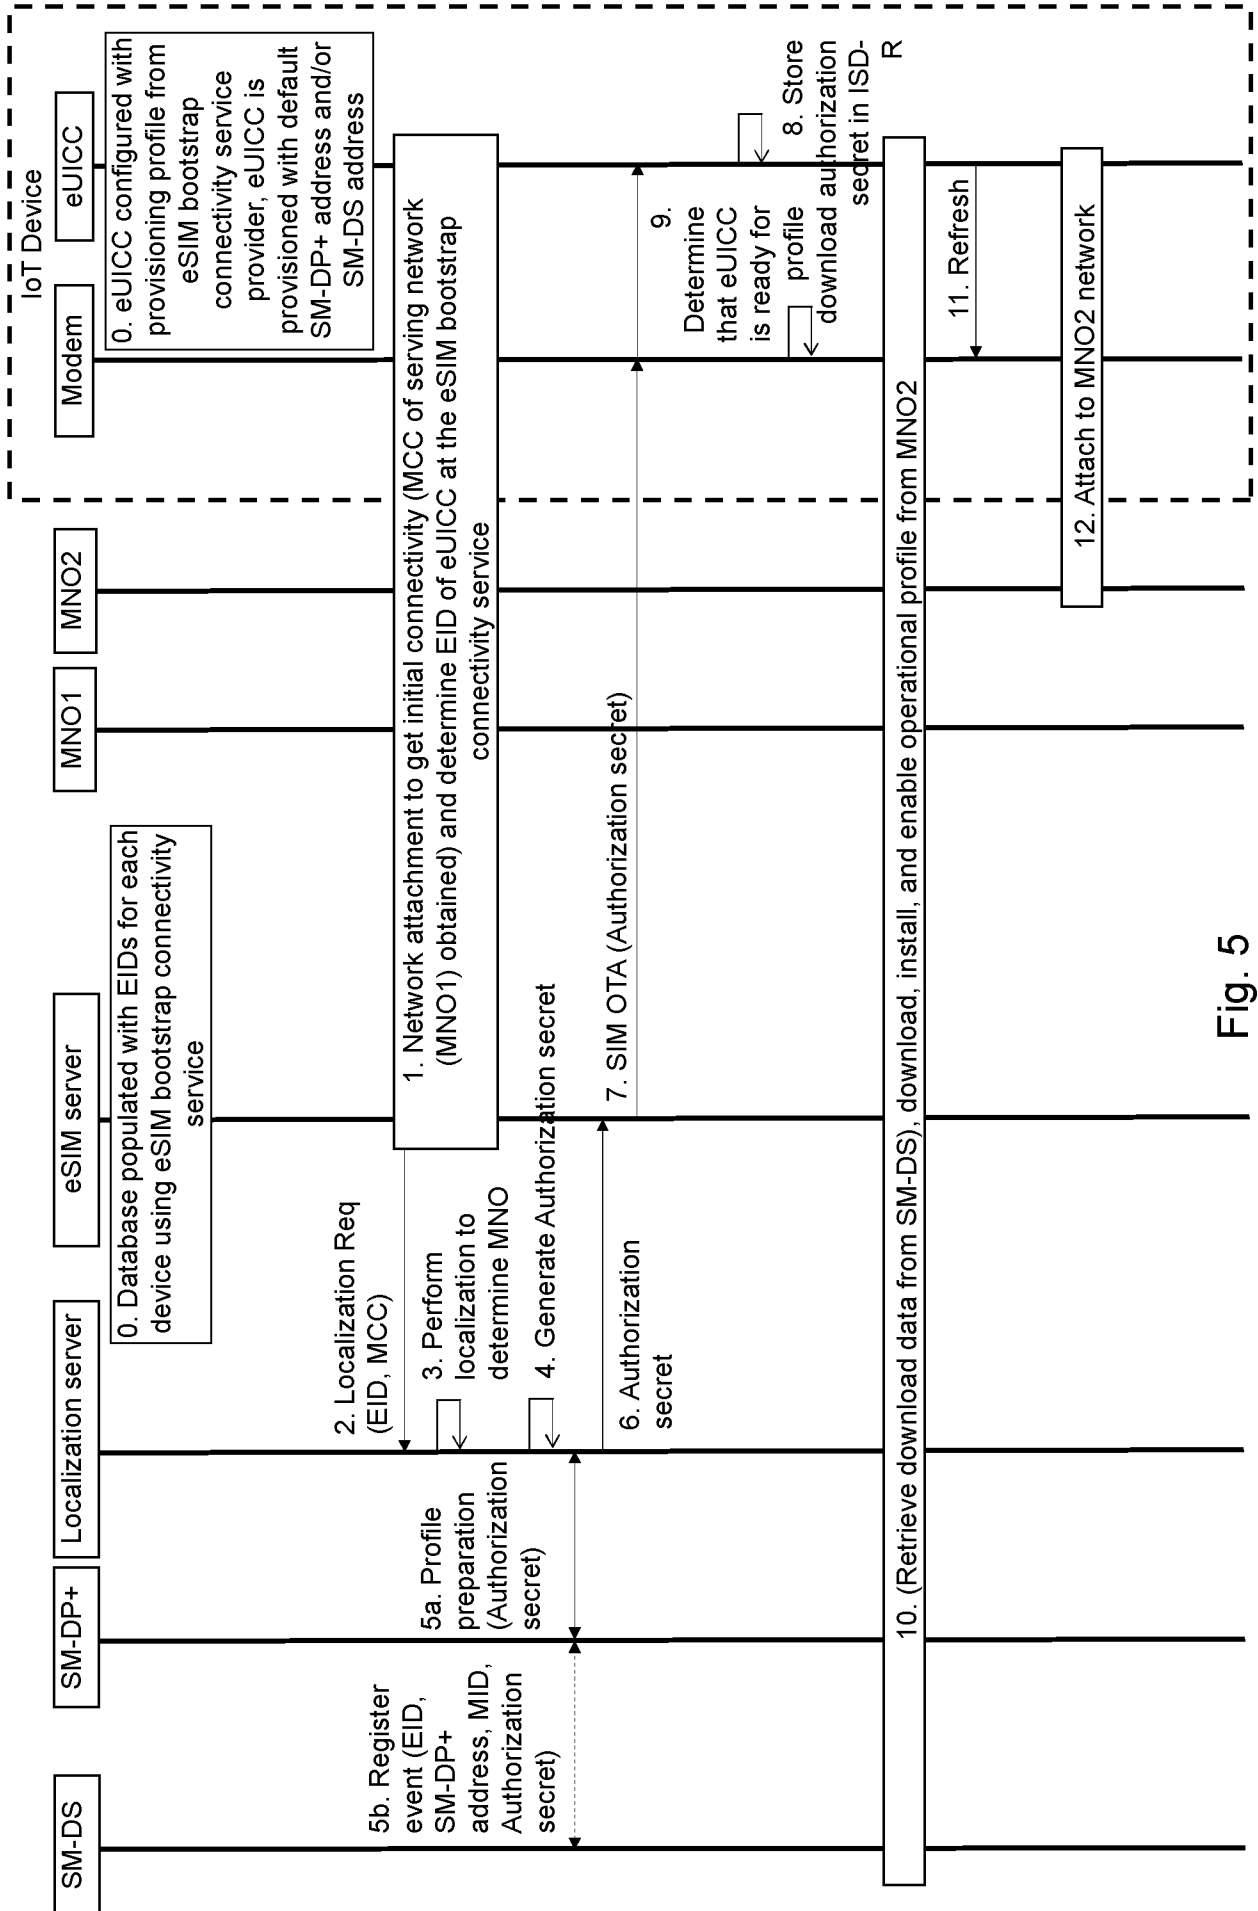 IoT Device
SM-DS
SM-DP+
Localization server
eSIM server
MNO1
MNO2
Modem
eUICC
0. Database populated with EIDs for each
device using eSIM bootstrap connectivity
service
0. eUICC configured with
provisioning profile from
eSIM bootstrap
connectivity service
provider, eUICC is
provisioned with default
SM-DP+ address and/or
SM-DS address
1. Network attachment to get initial connectivity (MCC of serving network
(MNO1) obtained) and determine EID of eUICC at the eSIM bootstrap
connectivity service
2. Localization Req
(EID, MCC)
3. Perform
localization to
determine MNO
4. Generate Authorization secret
5a. Profile
preparation
(Authorization
secret)
5b. Register
event (EID,
SM-DP+
address, MID,
Authorization
secret)
6. Authorization
secret
7. SIM OTA (Authorization secret)
8. Store
authorization
secret in ISD-
R
9.
Determine
that eUICC
is ready for
profile
download
10. (Retrieve download data from SM-DS), download, install, and enable operational profile from MNO2
11. Refresh
12. Attach to MNO2 network
Fig. 5